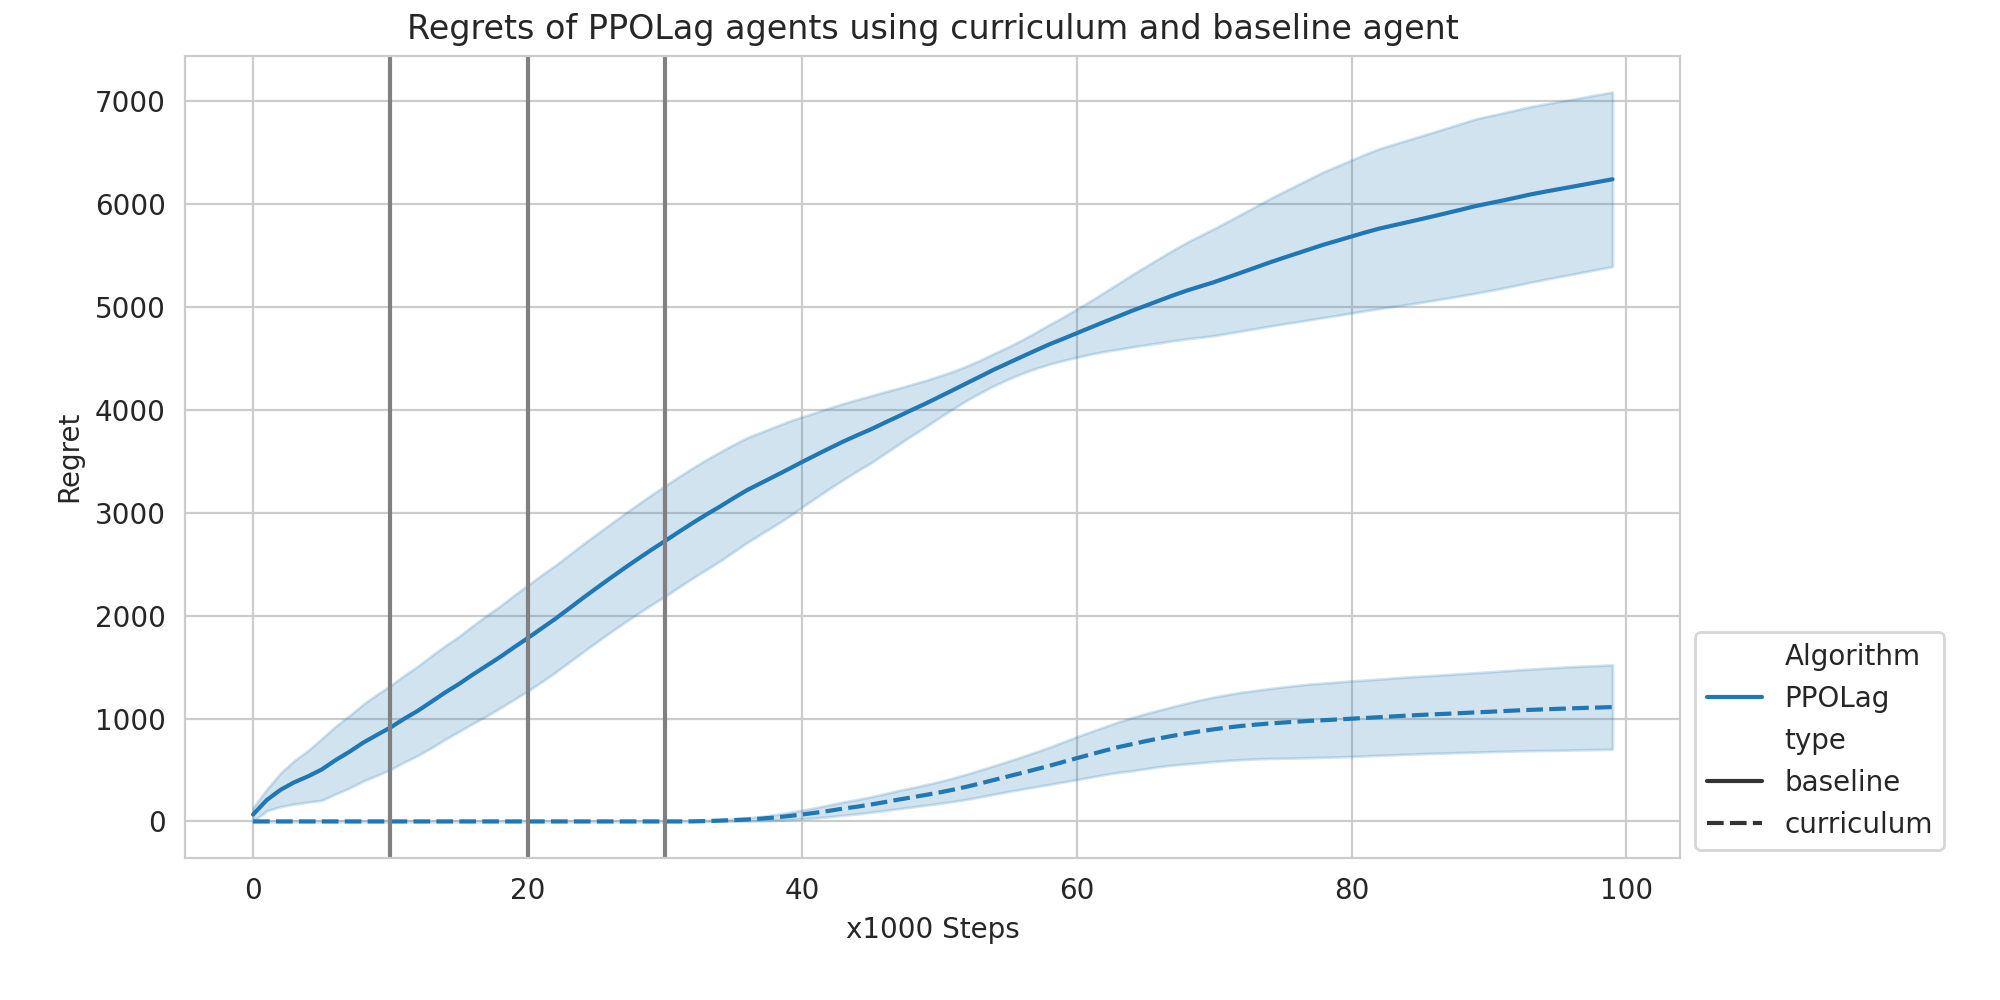 Regrets of PPOLag agents using curriculum and baseline agent
7000
6000
5000
4000
3000
2000
1000
0
Regret
0 20 40 60 80 100
x1000 Steps
Algorithm
PPOLag
type
baseline
curriculum